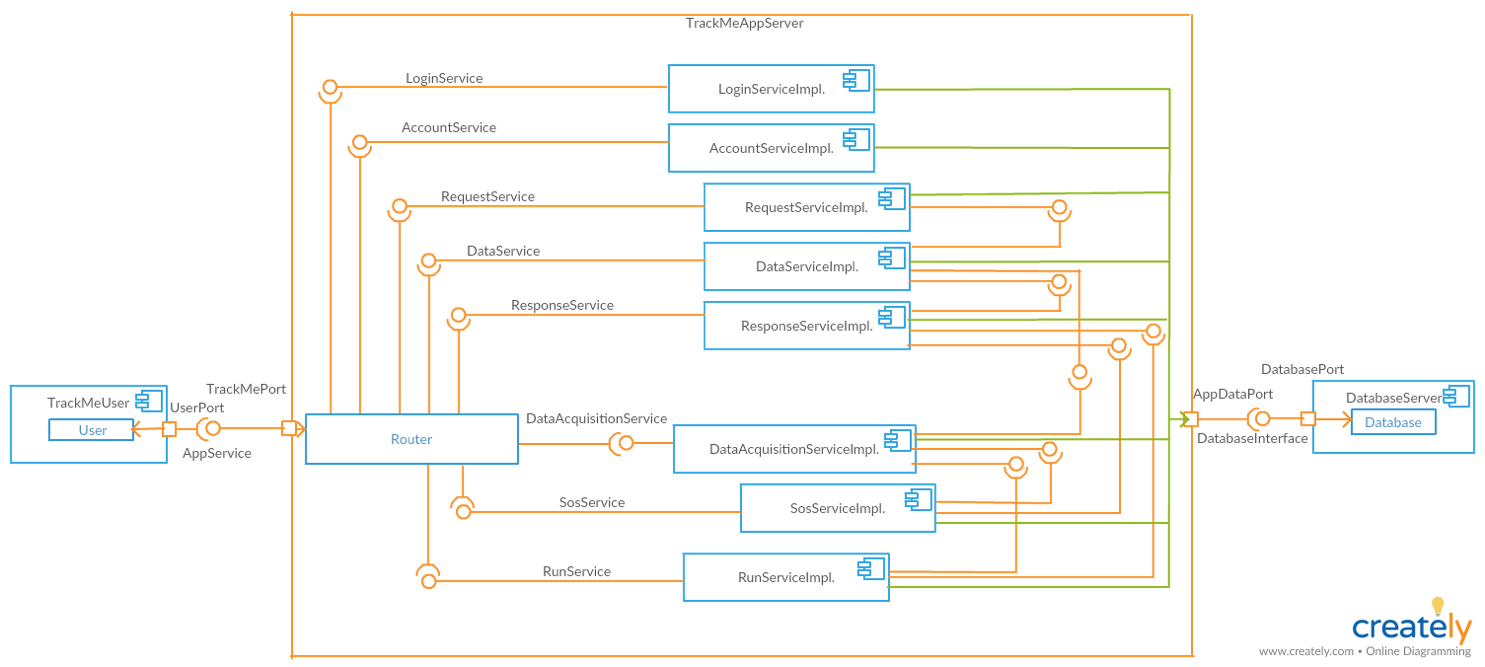 TrackMeAppServer
LoginService
LoginServiceImpl.
AccountService
AccountServiceImpl.
RequestService
RequestServiceImpl.
DataService
DataServiceImpl.
ResponseService
ResponseServiceImpl.
TrackMePort
TrackMeUser
User
UserPort
AppService
Router
DataAcquisitionService
DataAcquisitionServiceImpl.
SosService
SosServiceImpl.
RunService
RunServiceImpl.
DatabasePort
AppDataPort
DatabaseInterface
DatabaseServer
Database
creately
www.creately.com • Online Diagramming